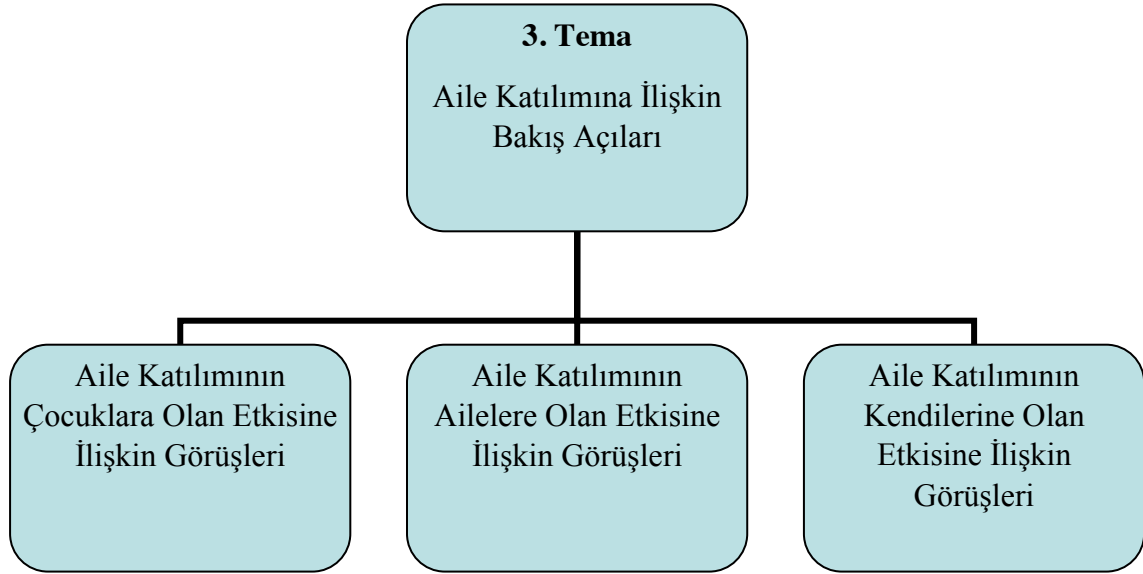 3. Tema
Aile Katılımına İlişkin
Bakış Açıları
Aile Katılımının
Çocuklara Olan Etkisine
İlişkin Görüşleri
Aile Katılımının
Ailelere Olan Etkisine
İlişkin Görüşleri
Aile Katılımının
Kendilerine Olan
Etkisine İlişkin
Görüşleri